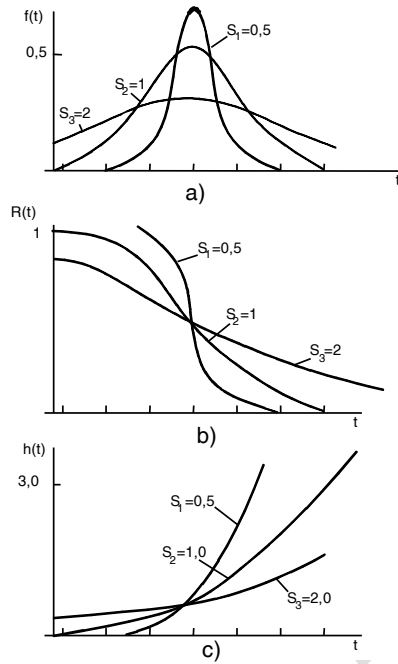 f(t)
S1=0,5
0,5
S2=1
S3=2
t
a)
R(t)
1
S1=0,5
S2=1
S3=2
t
b)
h(t)
3,0
S1=0,5
S2=1,0
S3=2,0
t
c)